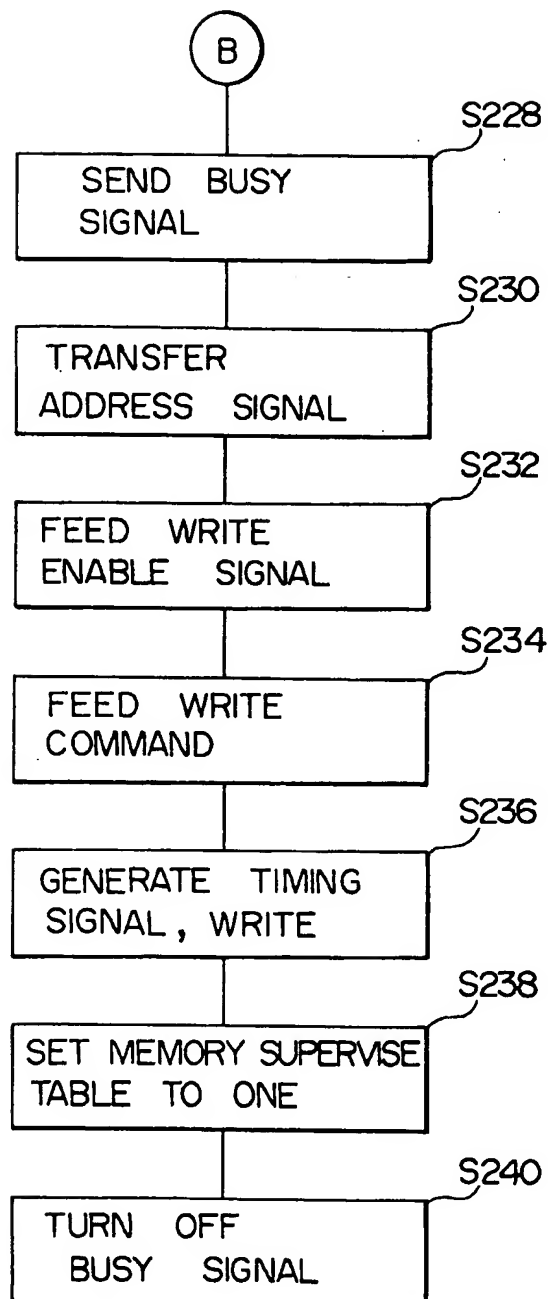 B
S228
SEND BUSY
SIGNAL
S230
TRANSFER
ADDRESS SIGNAL
S232
FEED WRITE
ENABLE SIGNAL
S234
FEED WRITE
COMMAND
S236
GENERATE TIMING
SIGNAL, WRITE
S238
SET MEMORY SUPERVISE
TABLE TO ONE
S240
TURN OFF
BUSY SIGNAL